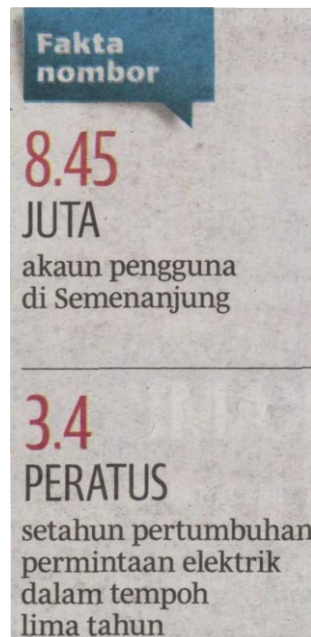 Fakta
nombor
8.45
JUTA
akaun pengguna
di Semenanjung
3.4
PERATUS
setahun pertumbuhan
permintaan elektrik
dalam tempoh
lima tahun